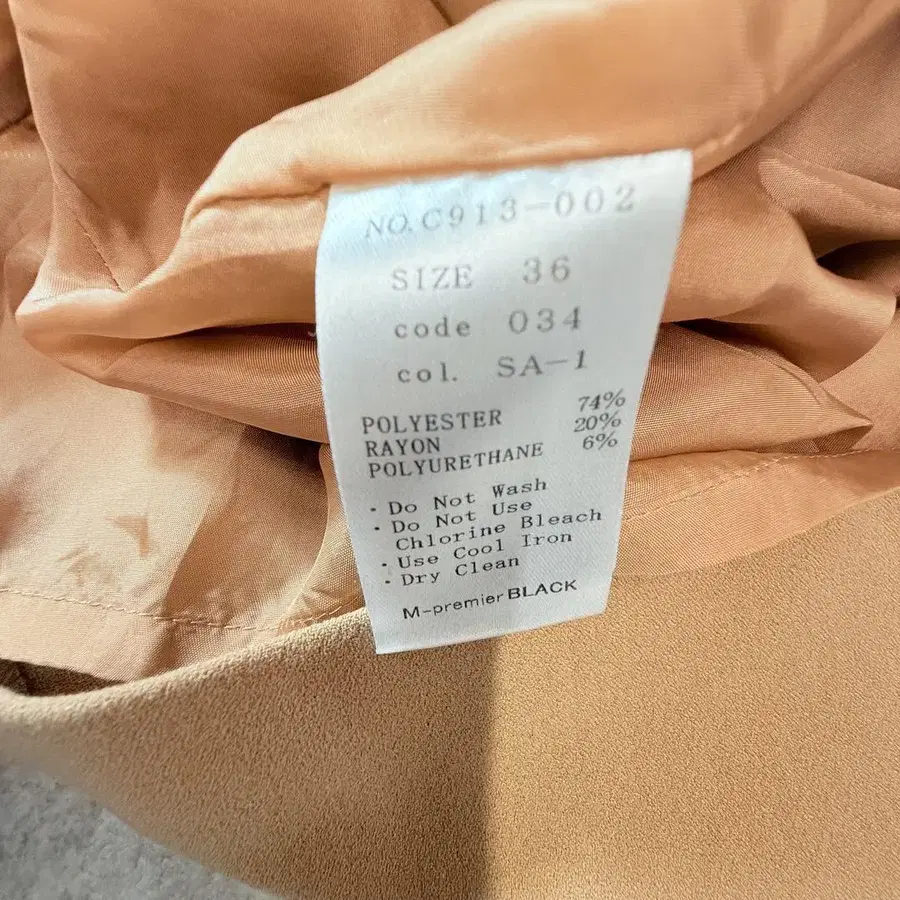 NO. C913-002
SIZE 36
code 034
col. SA-1
POLYESTER 74%
RAYON 20%
POLYURETHANE 6%
· Do Not Wash
· Do Not Use
Chlorine Bleach
· Use Cool Iron
· Dry Clean
M-premier BLACK